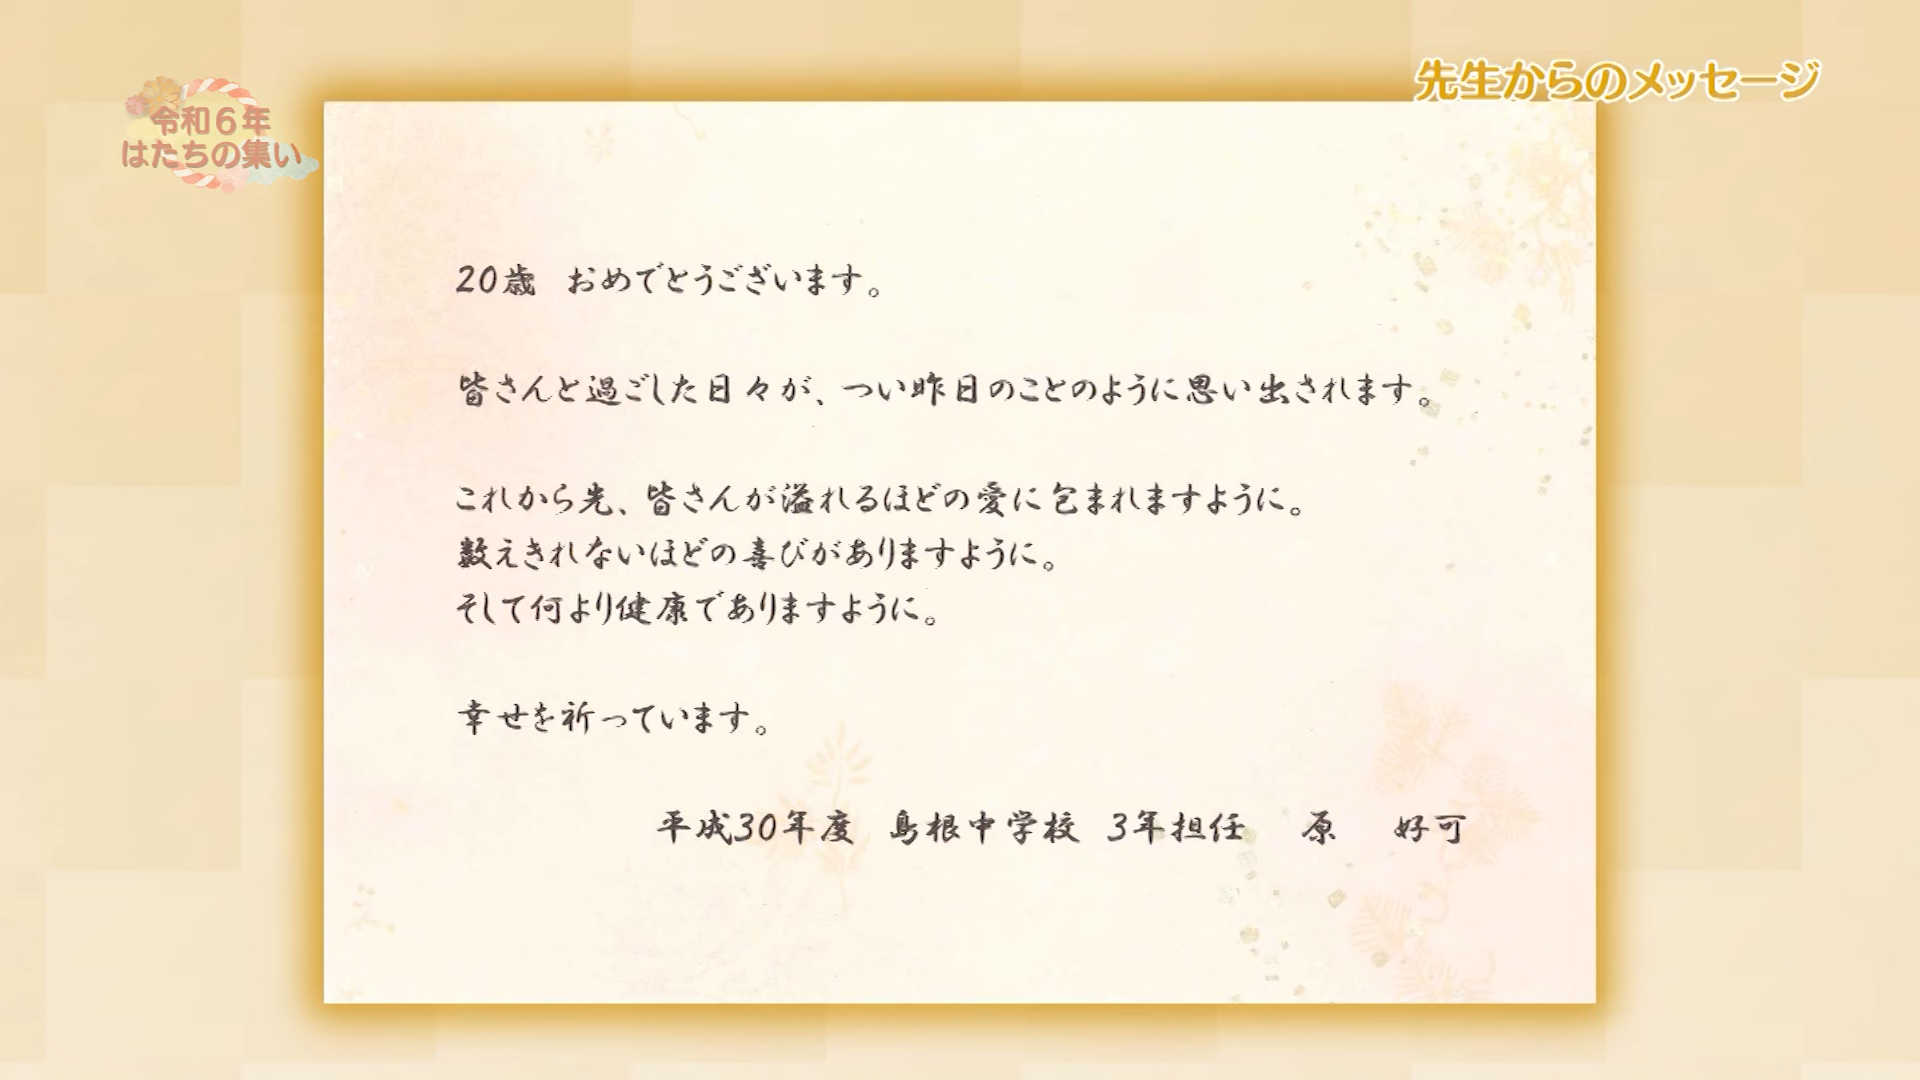 令和6年
はたちの集い
先生からのメッセージ
20歳　おめでとうございます。
皆さんと過ごした日々が、つい昨日のことのように思い出されます。
これから先、皆さんが溢れるほどの愛に包まれますように。
数えきれないほどの喜びがありますように。
そして何より健康でありますように。
幸せを祈っています。
平成30年度　島根中学校　3年担任　原　好可